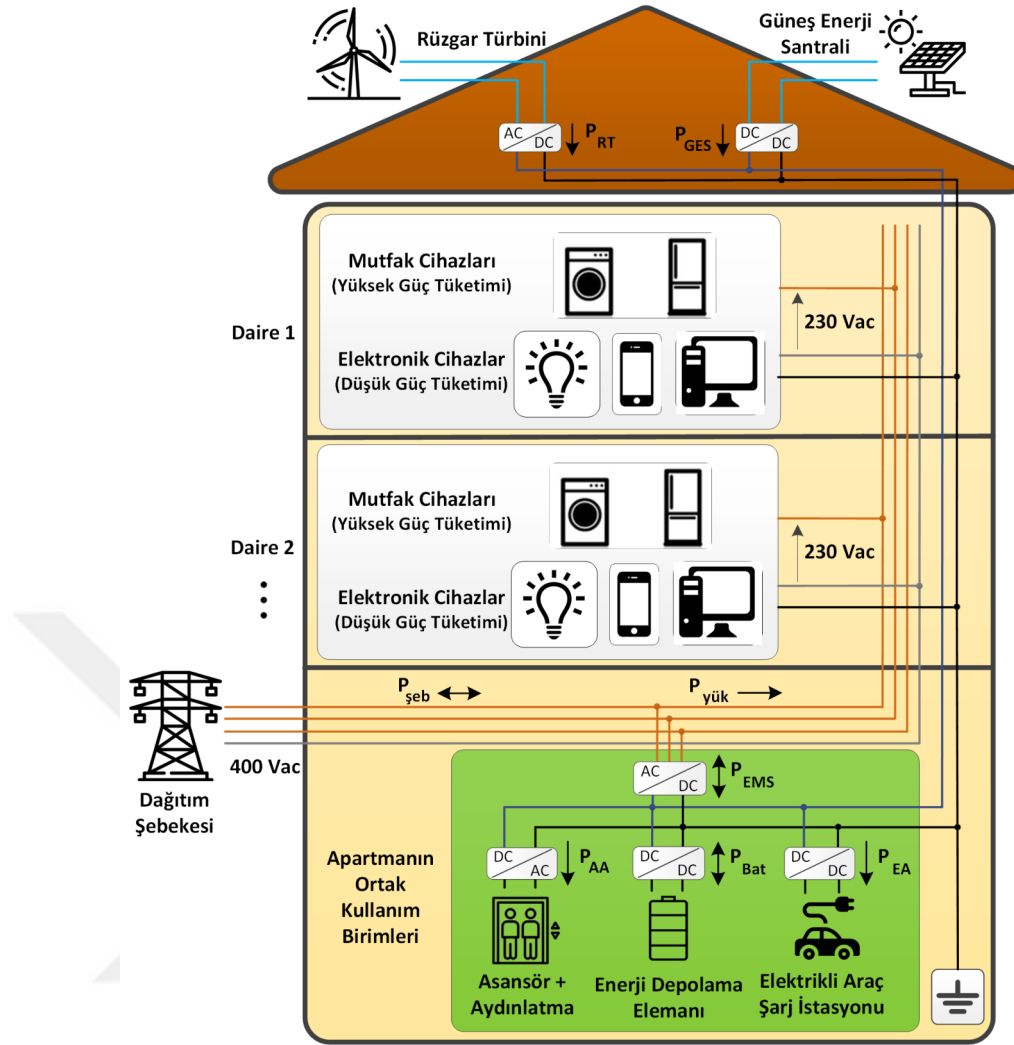 Rüzgar Türbini
Güneş Enerji
Santrali
AC
DC
P_RT
P_GES
DC
DC
Daire 1
Mutfak Cihazları
(Yüksek Güç Tüketimi)
Elektronik Cihazlar
(Düşük Güç Tüketimi)
230 Vac
Daire 2
Mutfak Cihazları
(Yüksek Güç Tüketimi)
Elektronik Cihazlar
(Düşük Güç Tüketimi)
230 Vac
P_şeb
P_yük
400 Vac
Dağıtım
Şebekesi
AC
DC
P_EMS
Apartmanın
Ortak
Kullanım
Birimleri
DC
AC
P_AA
DC
DC
P_Bat
DC
DC
P_EA
Asansör +
Aydınlatma
Enerji Depolama
Elemanı
Elektrikli Araç
Şarj İstasyonu